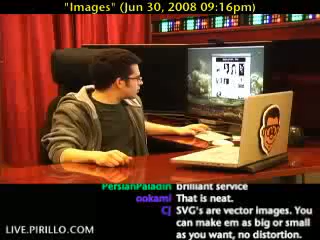 "Images" (Jun 30, 2008 09:16pm)
PersianPaladin brilliant service
ookami That is neat.
CJ SVG's are vector images. You
can make em as big or small
as you want, no distortion.
LIVE.PIRILLO.COM